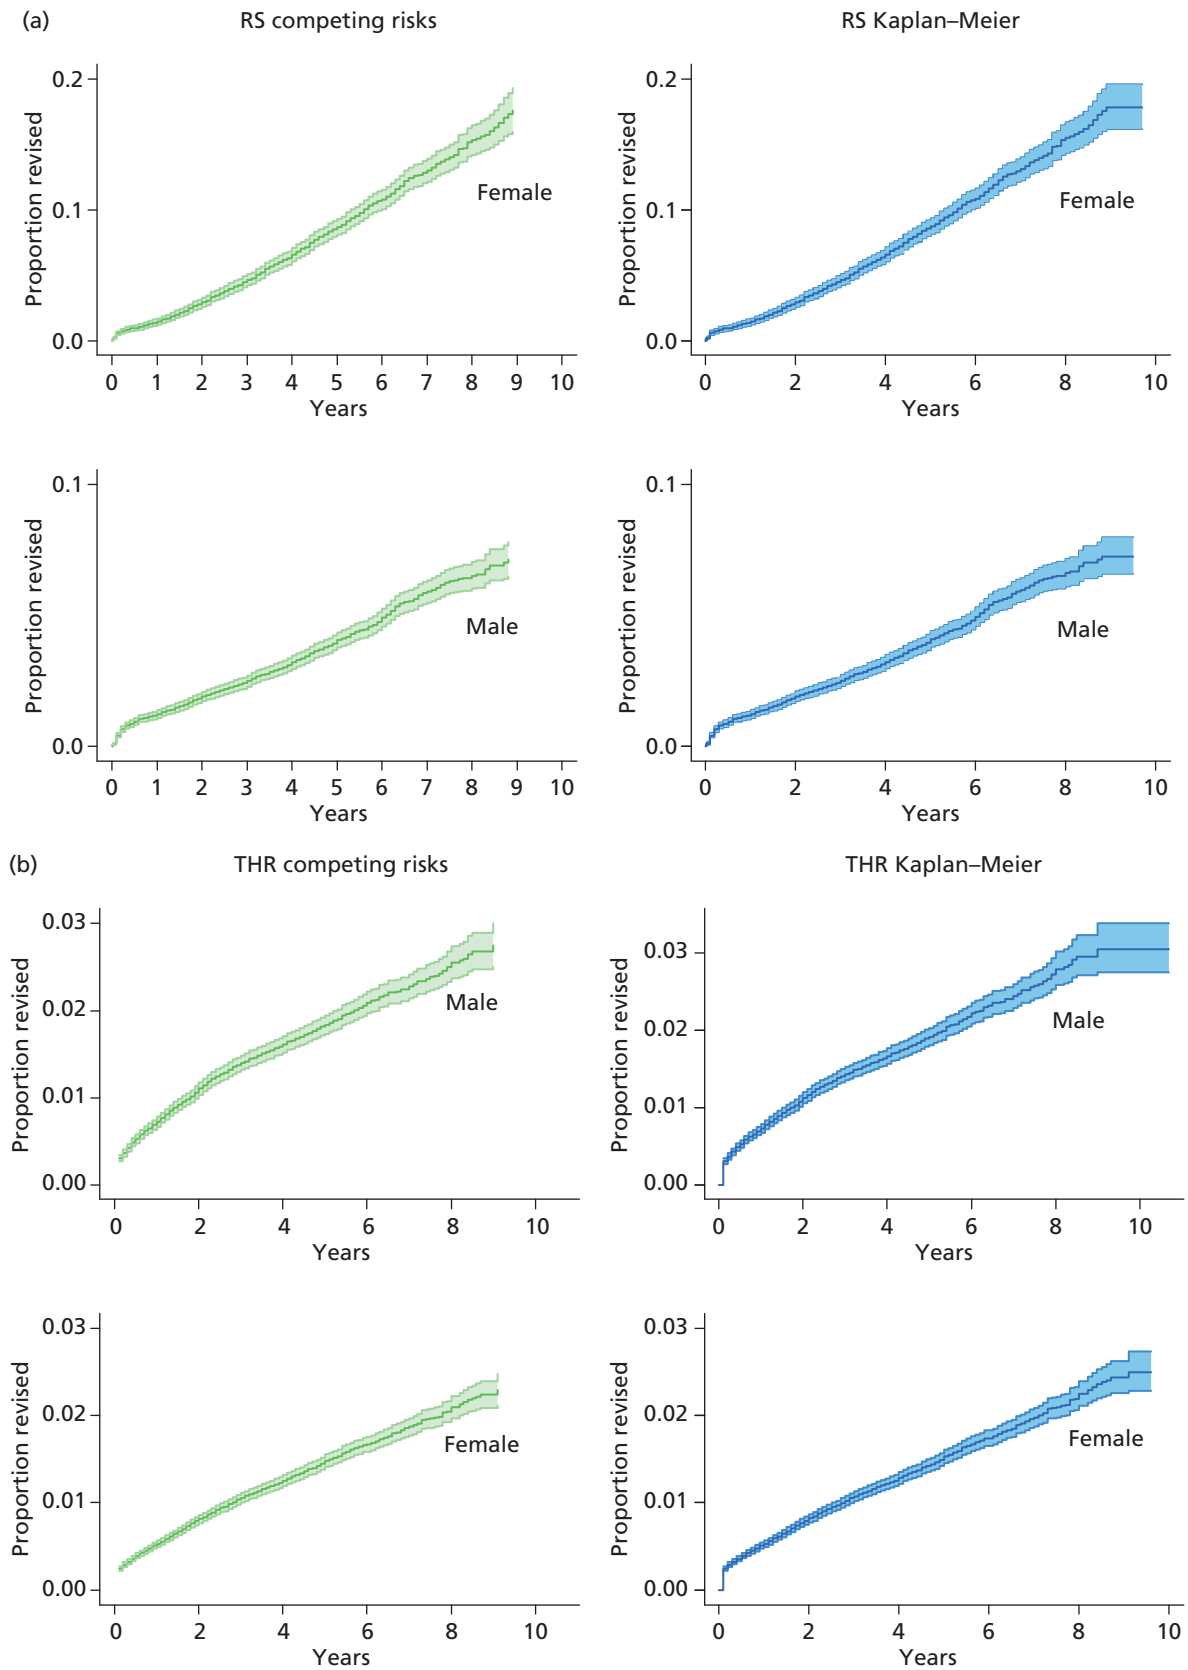 (a)
RS competing risks
RS Kaplan–Meier
Proportion revised
0.2
0.1
0.0
Female
0 1 2 3 4 5 6 7 8 9 10
Years
Proportion revised
0.2
0.1
0.0
Female
0 2 4 6 8 10
Years
Proportion revised
0.1
0.0
Male
0 1 2 3 4 5 6 7 8 9 10
Years
Proportion revised
0.1
0.0
Male
0 2 4 6 8 10
Years
(b)
THR competing risks
THR Kaplan–Meier
Proportion revised
0.03
0.02
0.01
0.00
Male
0 2 4 6 8 10
Years
Proportion revised
0.03
0.02
0.01
0.00
Male
0 2 4 6 8 10
Years
Proportion revised
0.03
0.02
0.01
0.00
Female
0 2 4 6 8 10
Years
Proportion revised
0.03
0.02
0.01
0.00
Female
0 2 4 6 8 10
Years